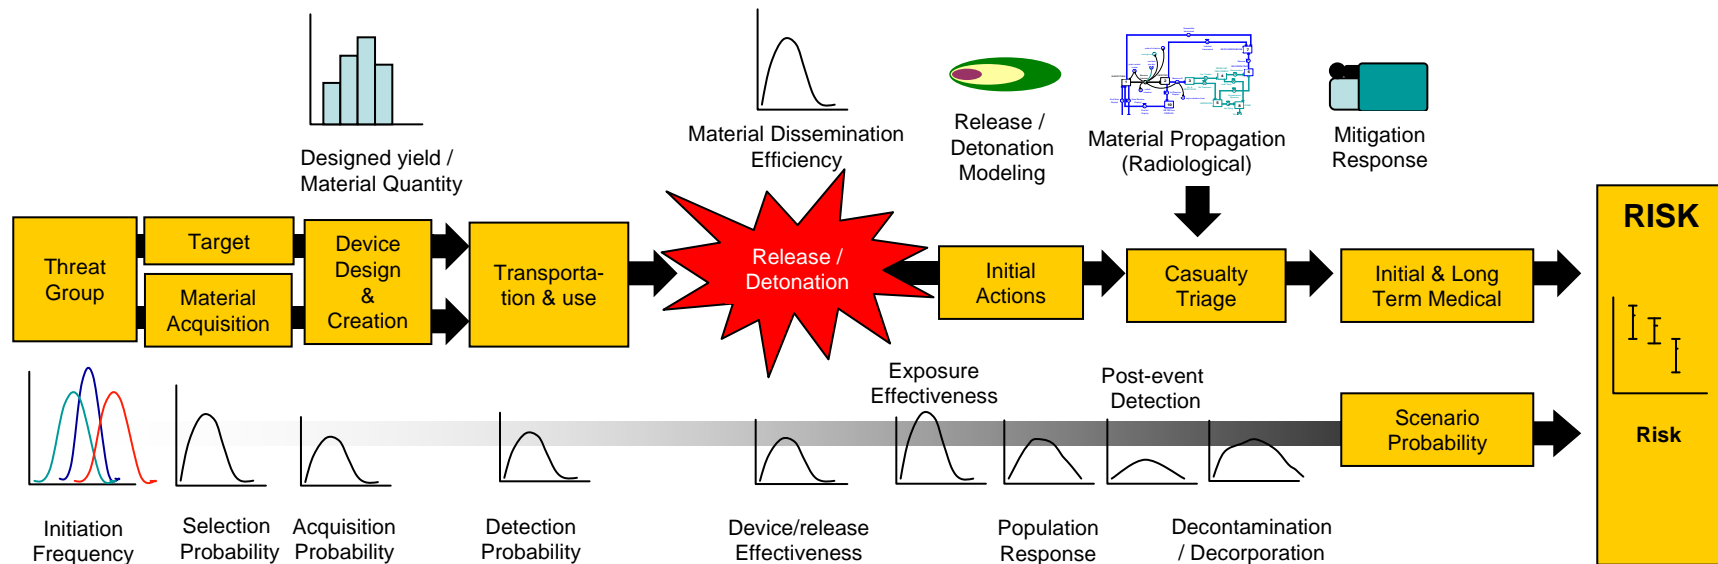 Designed yield /
Material Quantity
Material Dissemination
Efficiency
Release /
Detonation
Modeling
Material Propagation
(Radiological)
Mitigation
Response
Threat
Group
Target
Material
Acquisition
Device
Design
&
Creation
Transporta-
tion & use
Release /
Detonation
Initial
Actions
Casualty
Triage
Initial & Long
Term Medical
RISK
Risk
Exposure
Effectiveness
Post-event
Detection
Scenario
Probability
Initiation
Frequency
Selection
Probability
Acquisition
Probability
Detection
Probability
Device/release
Effectiveness
Population
Response
Decontamination
/ Decorporation